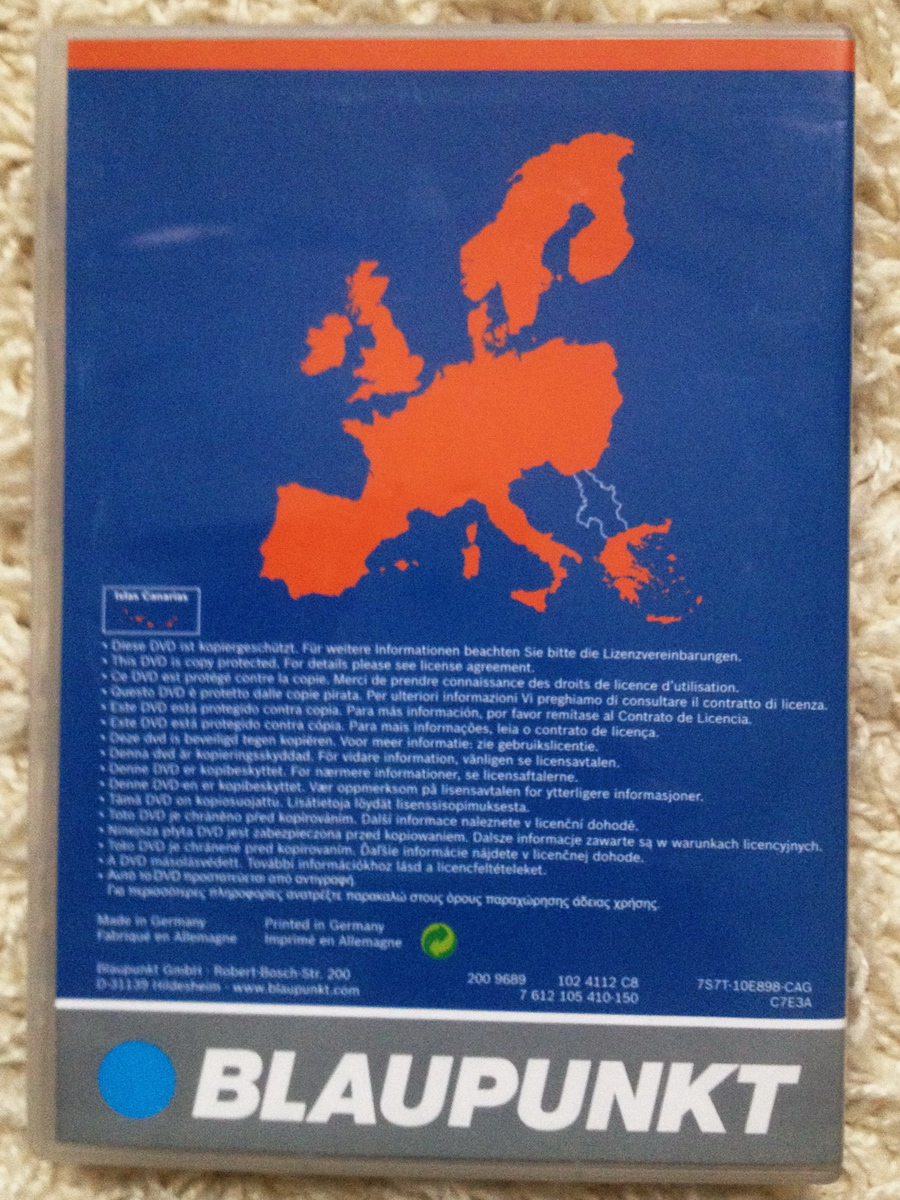 Islas Canarias
• Diese DVD ist kopiergeschützt. Für weitere Informationen beachten Sie bitte die Lizenzvereinbarungen.
• This DVD is copy protected. For details please see license agreement.
• Ce DVD est protégé contre la copie. Merci de prendre connaissance des droits de licence d'utilisation.
• Questo DVD è protetto dalle copie pirata. Per ulteriori informazioni Vi preghiamo di consultare il contratto di licenza.
• Este DVD está protegido contra copia. Para más información, por favor remítase al Contrato de Licencia.
• Este DVD está protegido contra cópia. Para mais informações, leia o contrato de licença.
• Deze dvd is beveiligd tegen kopiëren. Voor meer informatie: zie gebruikslicentie.
• Denna dvd är kopieringsskyddad. För vidare information, vänligen se licensavtalen.
• Denne DVD er kopibeskyttet. For nærmere informationer, se licensaftalerne.
• Denne DVD-en er kopibeskyttet. Vær oppmerksom på lisensavtalen for ytterligere informasjoner.
• Tämä DVD on kopiosuojattu. Lisätietoja löydät lisenssisopimuksesta.
• Toto DVD je chráněno před kopírováním. Další informace naleznete v licenční dohodě.
• Niniejsza płyta DVD jest zabezpieczona przed kopiowaniem. Dalsze informacje zawarte są w warunkach licencyjnych.
• Toto DVD je chránené pred kopírovaním. Ďaľšie informácie nájdete v licenčnej dohode.
• A DVD másolásvédett. További információkhoz lásd a licencfeltételeket.
• Αυτό το DVD προστατεύεται από αντιγραφή.
Για περισσότερες πληροφορίες ανατρέξτε παρακαλώ στους όρους παραχώρησης άδειας χρήσης.
Made in Germany Printed in Germany
Fabriqué en Allemagne Imprimé en Allemagne
Blaupunkt GmbH · Robert-Bosch-Str. 200
D-31139 Hildesheim · www.blaupunkt.com
200 9689 102 4112 C8
7 612 105 410-150
7S7T-10E898-CAG
C7E3A
BLAUPUNKT